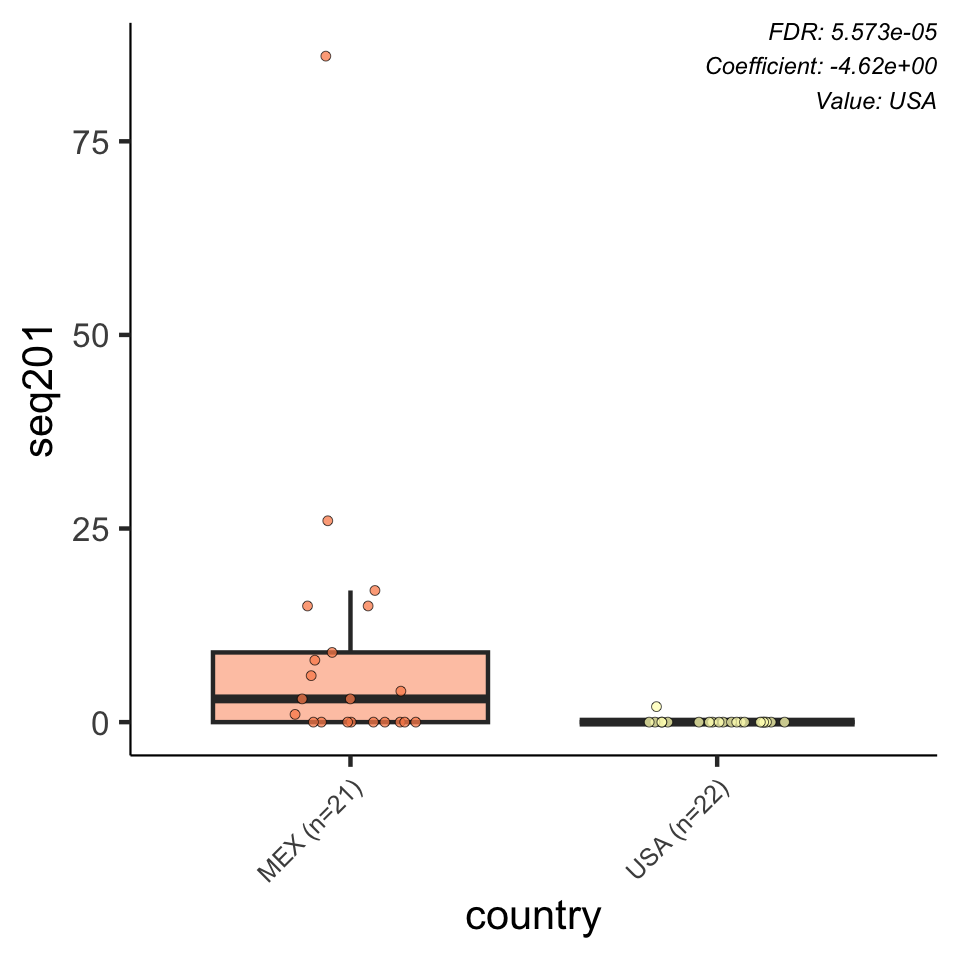 FDR: 5.573e-05
Coefficient: -4.62e+00
Value: USA
75
50
25
0
seq201
MEX (n=21)
USA (n=22)
country